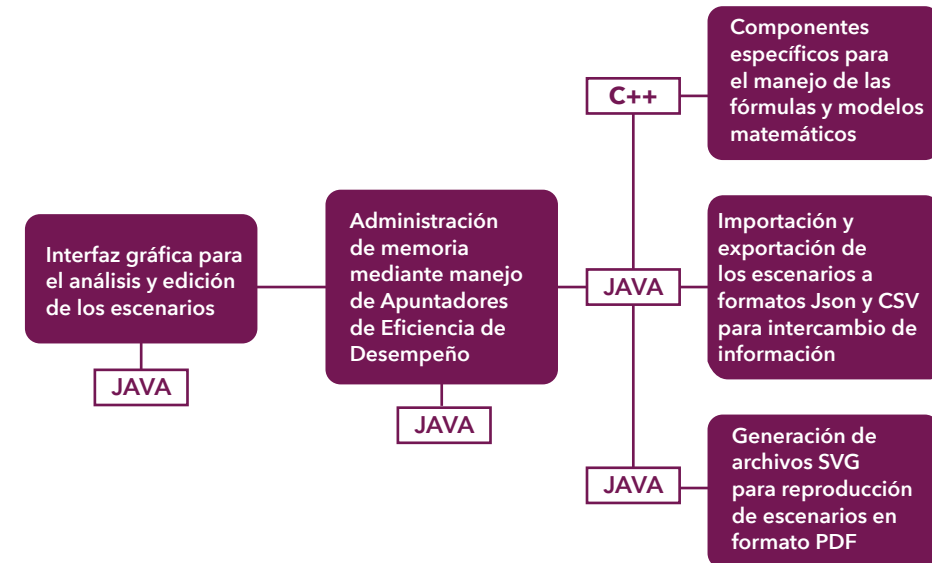 Interfaz gráfica para
el análisis y edición
de los escenarios
JAVA
Administración
de memoria
mediante manejo
de Apuntadores
de Eficiencia de
Desempeño
JAVA
C++
Componentes
específicos para
el manejo de las
fórmulas y modelos
matemáticos
JAVA
Importación y
exportación de
los escenarios a
formatos Json y CSV
para intercambio de
información
JAVA
Generación de
archivos SVG
para reproducción
de escenarios en
formato PDF